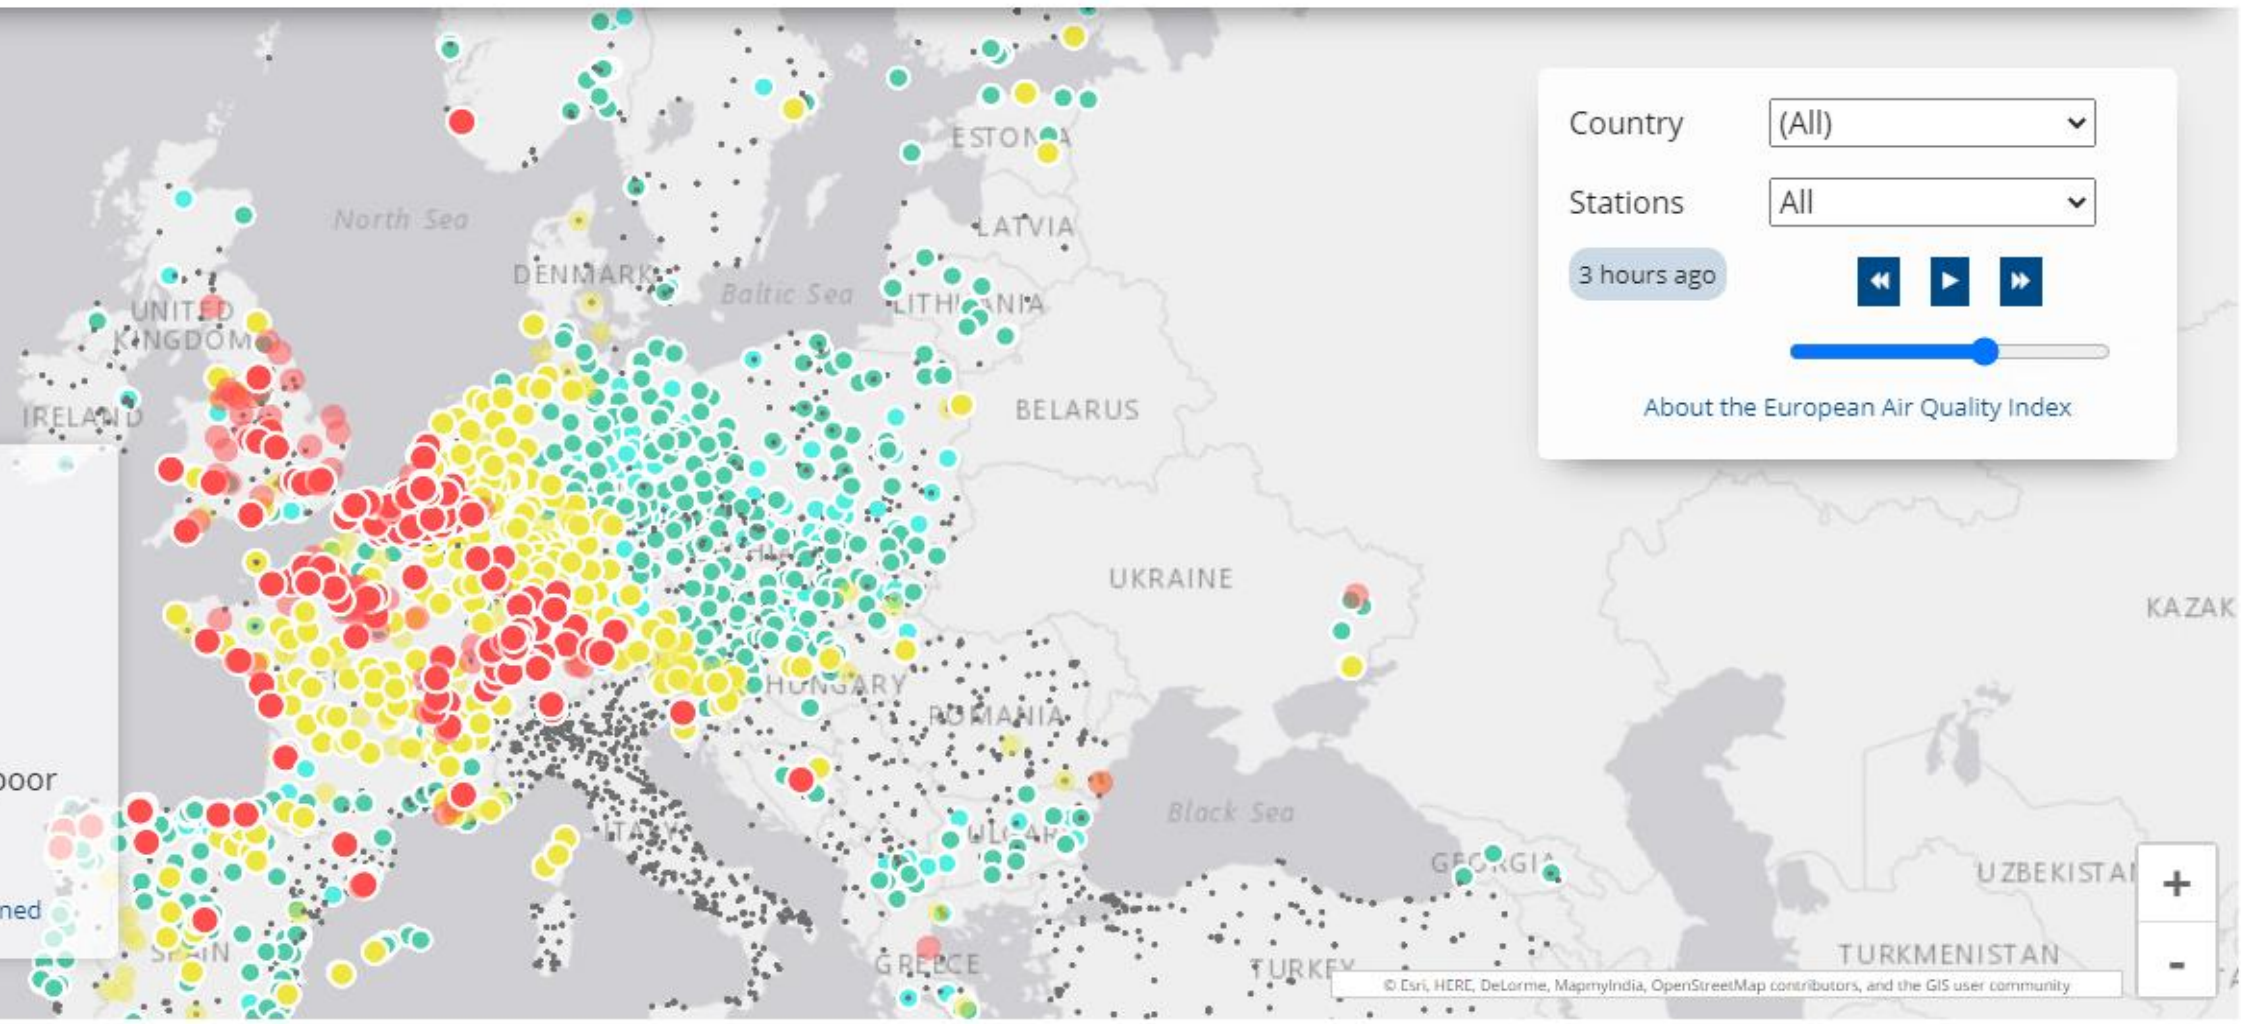 Country
(All)
Stations
All
3 hours ago
About the European Air Quality Index
ESTONIA
LATVIA
North Sea
DENMARK
Baltic Sea
LITHUANIA
UNITED
KINGDOM
IRELAND
BELARUS
UKRAINE
KAZAK
HUNGARY
ROMANIA
poor
Black Sea
ITALY
ULGAR
GEORGIA
UZBEKISTA
ned
SPAIN
GREECE
TURKEY
TURKMENISTAN
+
-
© Esri, HERE, DeLorme, MapmyIndia, OpenStreetMap contributors, and the GIS user community